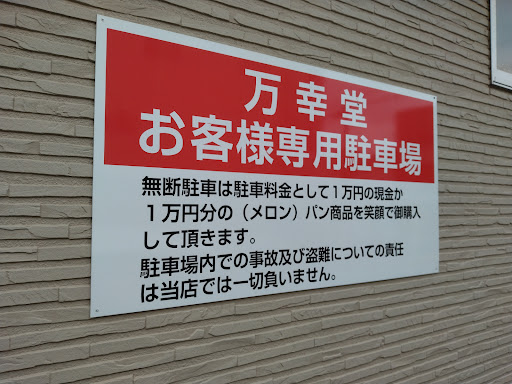 万幸堂
お客様専用駐車場
無断駐車は駐車料金として１万円の現金か
１万円分の（メロン）パン商品を笑顔で御購入
して頂きます。
駐車場内での事故及び盗難についての責任
は当店では一切負いません。